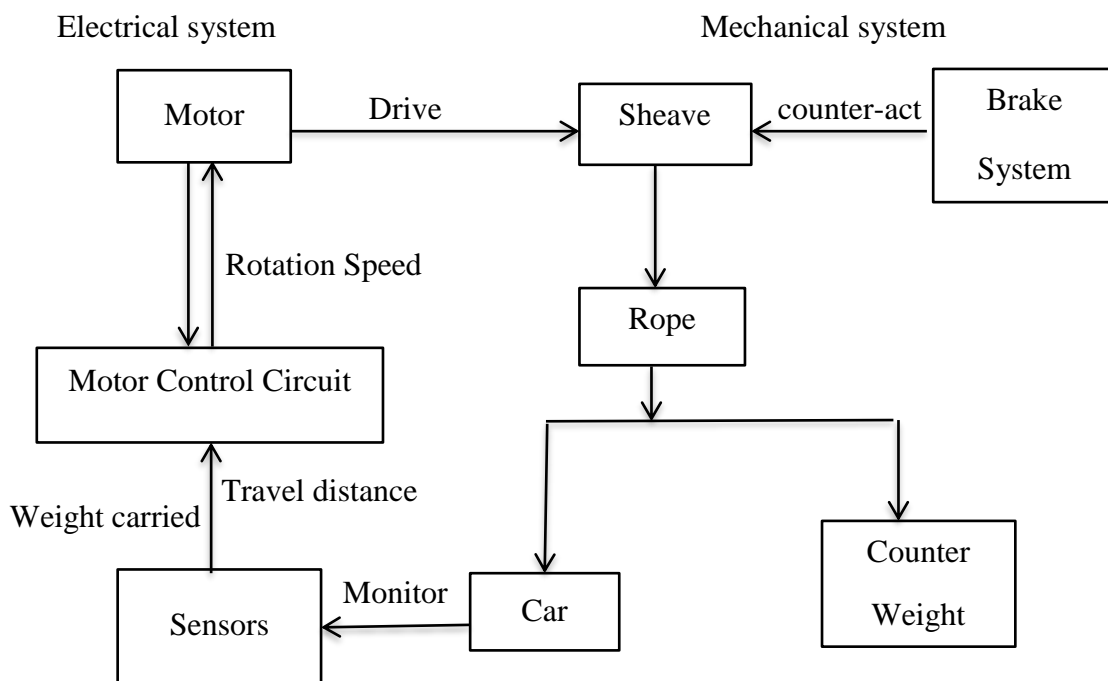 Electrical system
Mechanical system
Motor
Drive
Sheave
counter-act
Brake
System
Rotation Speed
Rope
Motor Control Circuit
Travel distance
Weight carried
Counter
Weight
Monitor
Car
Sensors